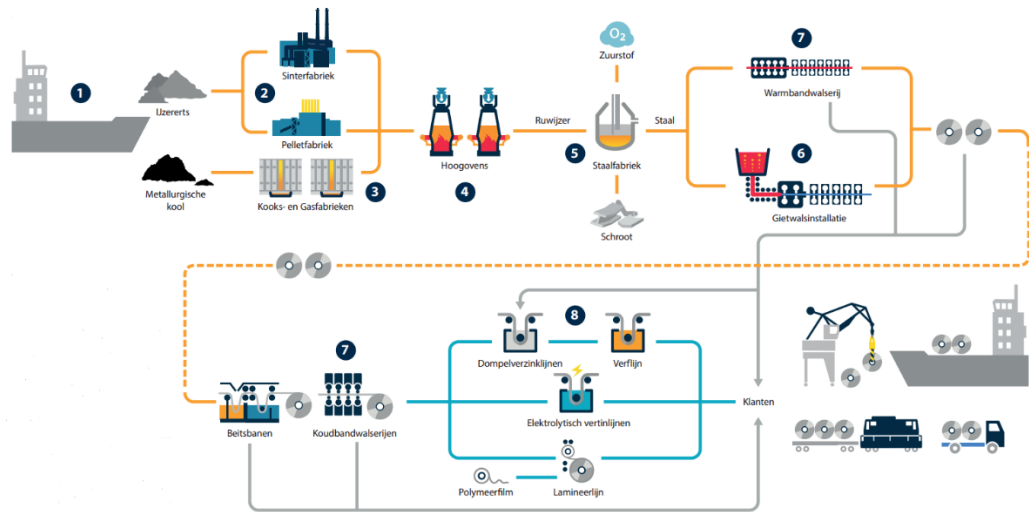 1
IJzererts
2
Sinterfabriek
Pelletfabriek
Metallurgische
kool
Kooks- en Gasfabrieken
3
Hoogovens
4
Ruwijzer
O2
Zuurstof
5
Staalfabriek
Schroot
Staal
7
Warmbandwalserij
6
Gietwalsinstallatie
Beitsbanen
7
Koudbandwalserijen
8
Dompelverzinklijnen
Verflijn
Elektrolytisch vertinlijnen
Polymeerfilm
Lamineerlijn
Klanten